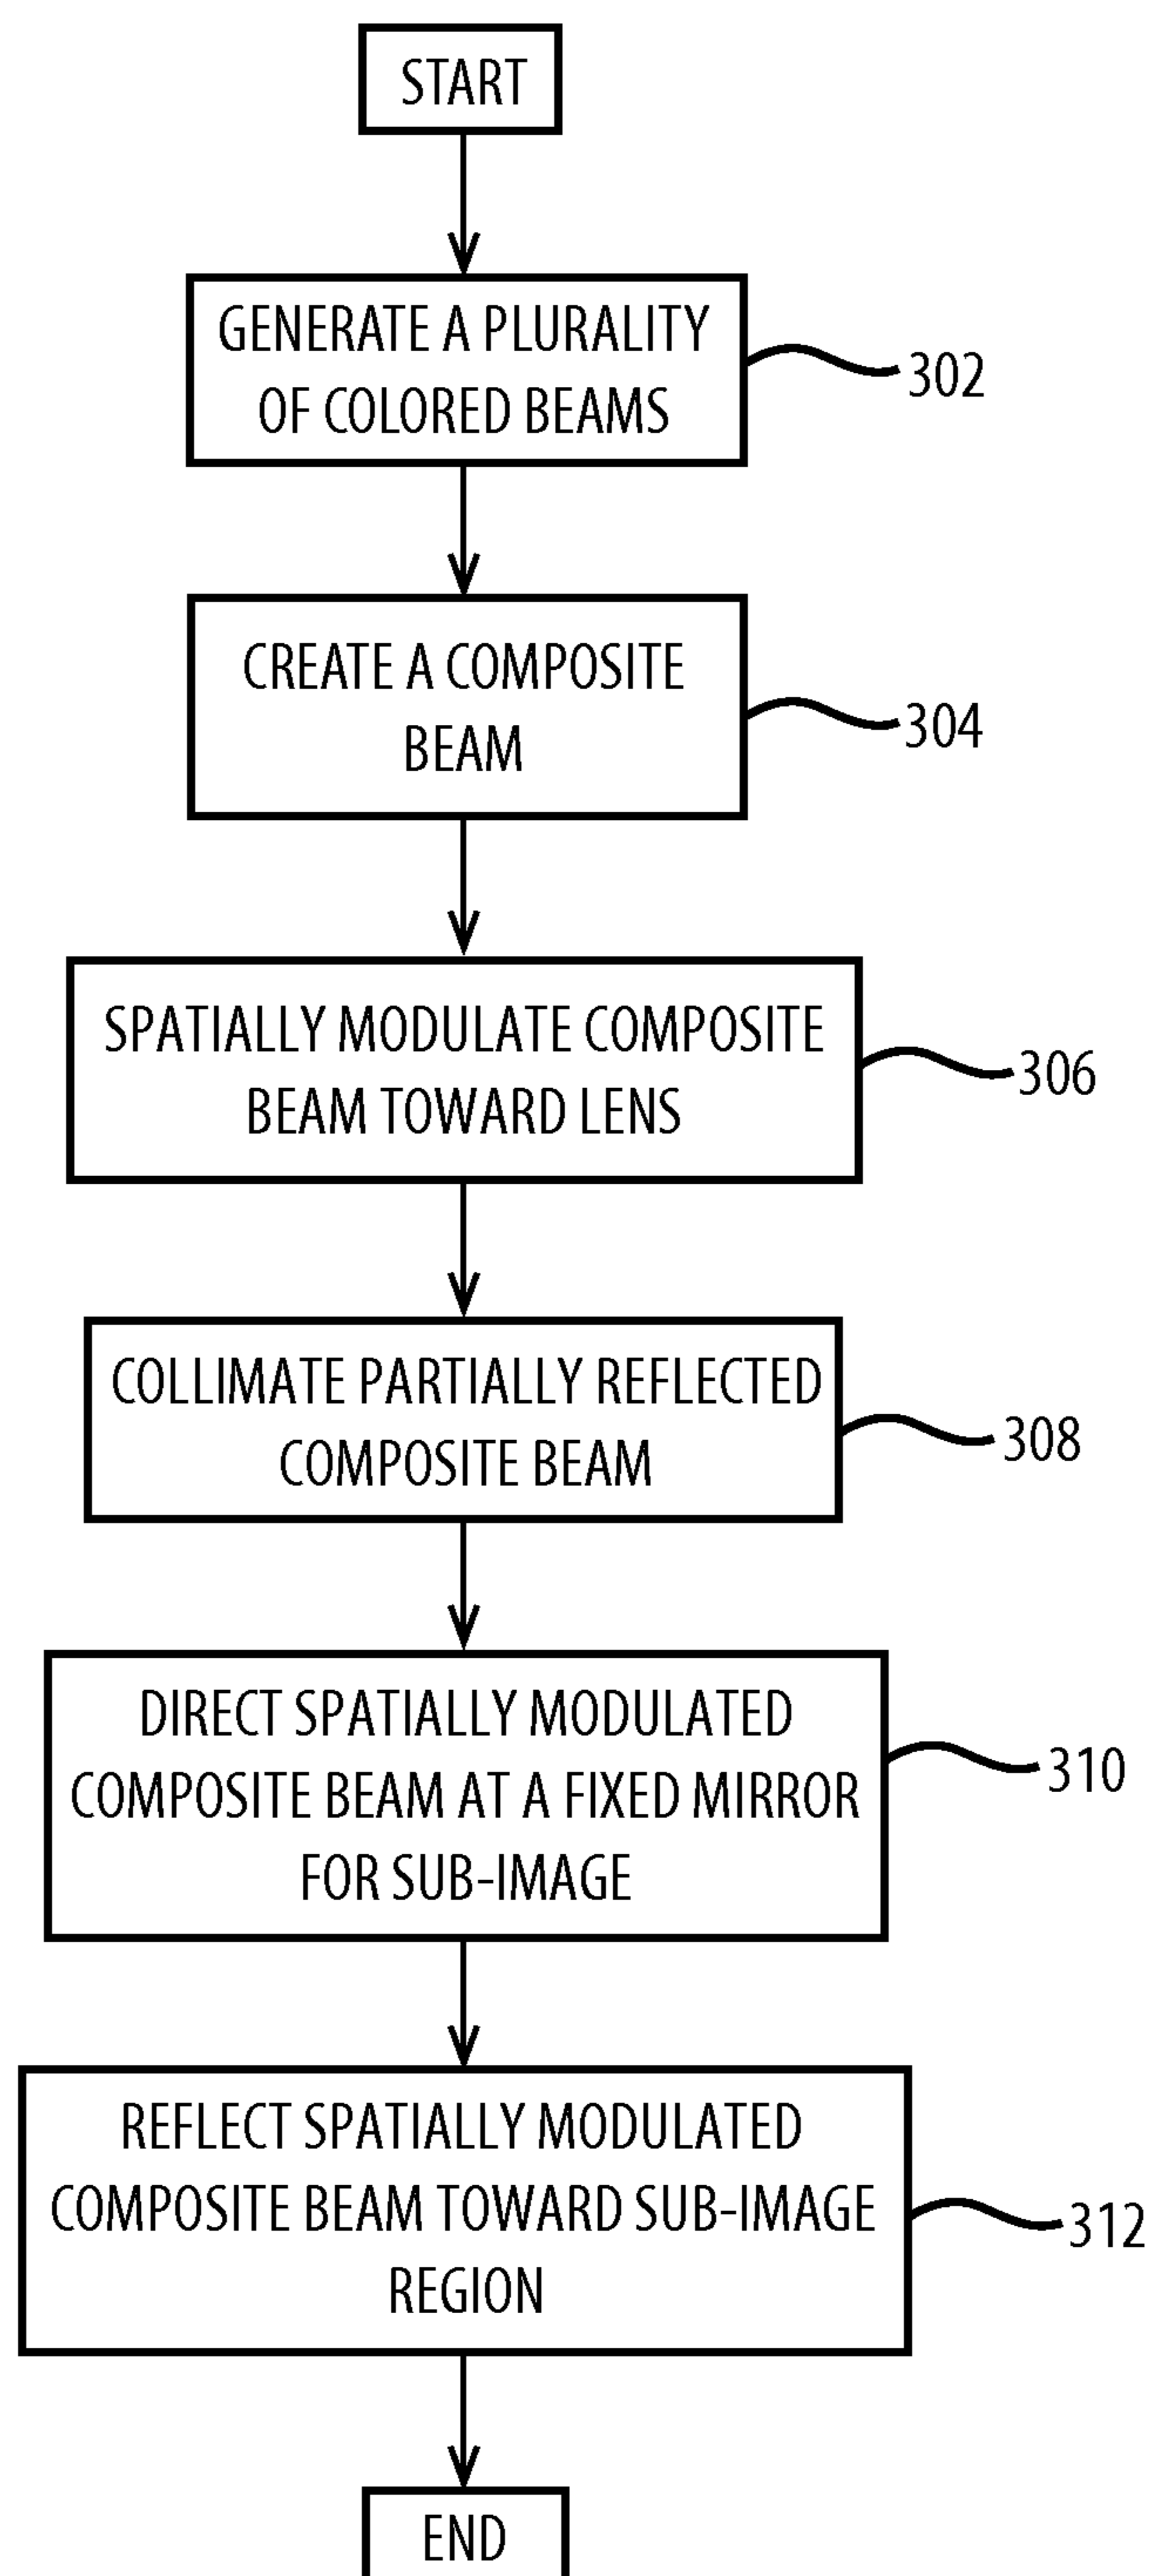 START
GENERATE A PLURALITY
OF COLORED BEAMS
302
CREATE A COMPOSITE
BEAM
304
SPATIALLY MODULATE COMPOSITE
BEAM TOWARD LENS
306
COLLIMATE PARTIALLY REFLECTED
COMPOSITE BEAM
308
DIRECT SPATIALLY MODULATED
COMPOSITE BEAM AT A FIXED MIRROR
FOR SUB-IMAGE
310
REFLECT SPATIALLY MODULATED
COMPOSITE BEAM TOWARD SUB-IMAGE
REGION
312
END